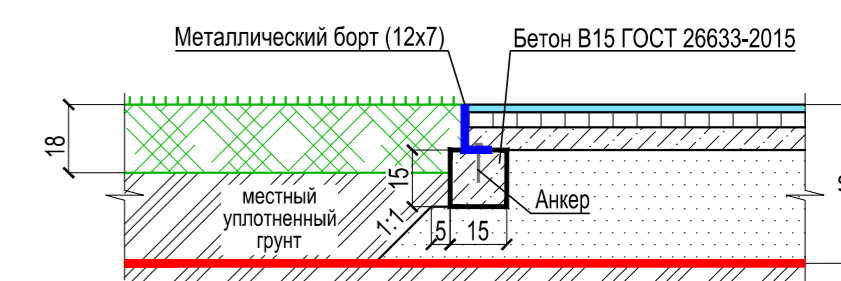 Металлический борт (12х7)
Бетон В15 ГОСТ 26633-2015
18
15
местный
уплотненный
грунт
1:1
5
15
Анкер